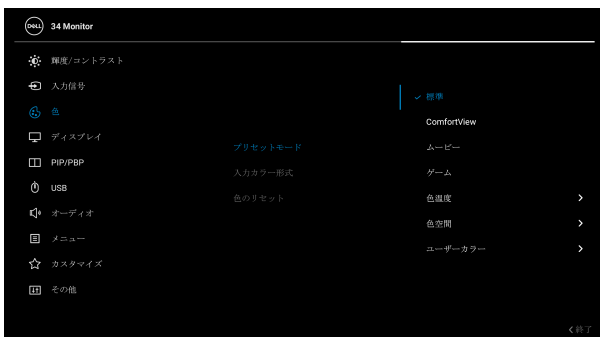 DELL
34 Monitor
輝度/コントラスト
入力信号
色
ディスプレイ
PIP/PBP
USB
オーディオ
メニュー
カスタマイズ
その他
プリセットモード
入力カラー形式
色のリセット
標準
ComfortView
ムービー
ゲーム
色温度
色空間
ユーザーカラー
終了